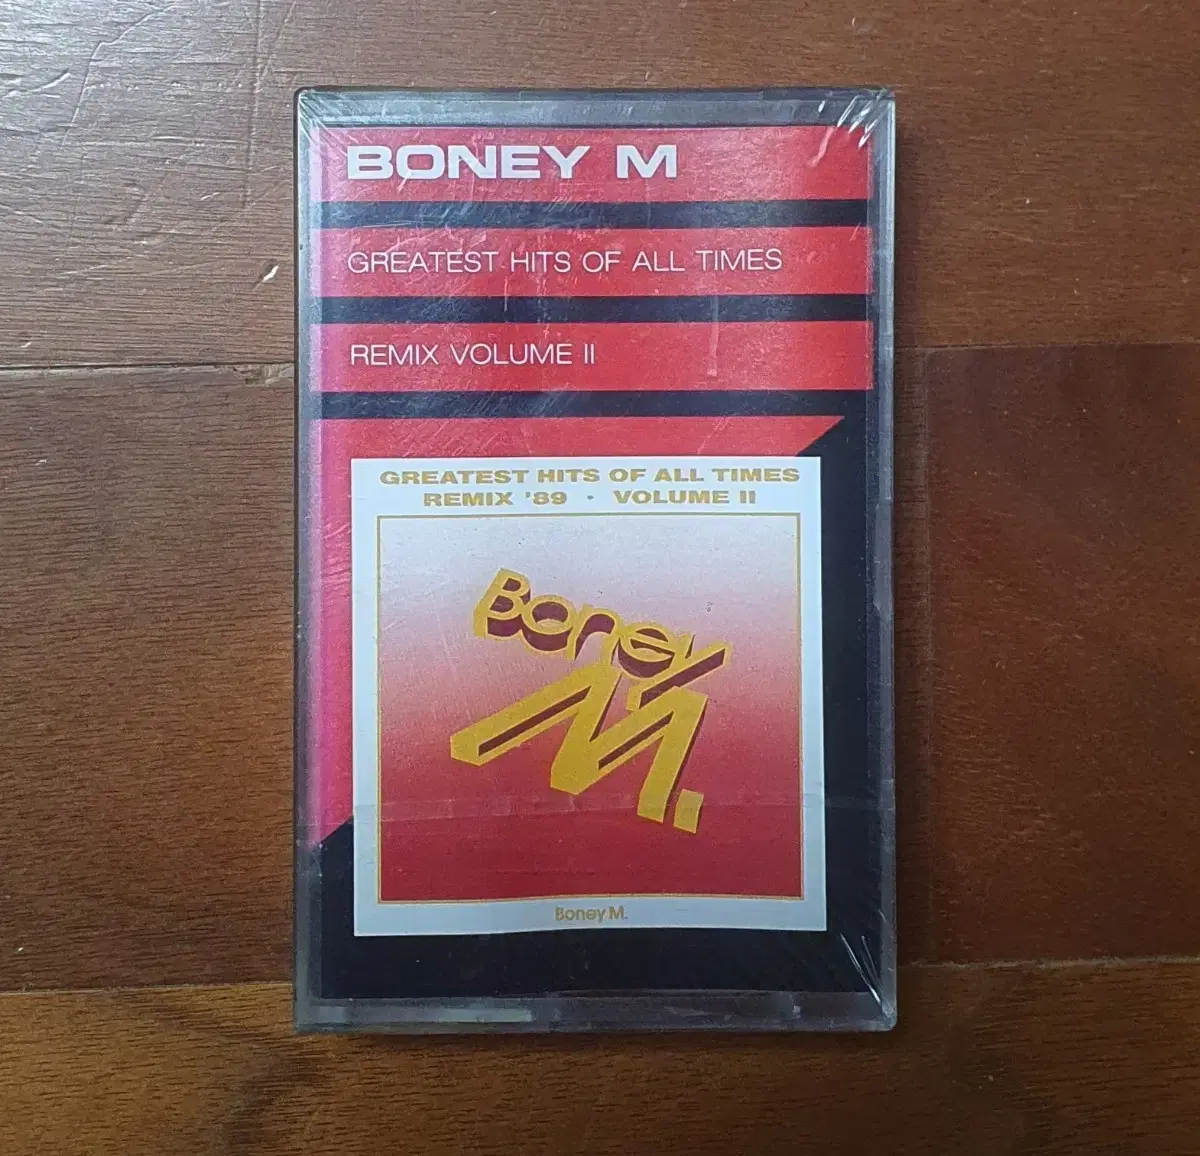 BONEY M
GREATEST HITS OF ALL TIMES
REMIX VOLUME II
GREATEST HITS OF ALL TIMES
REMIX '89 · VOLUME II
Boney
M.
Boney M.